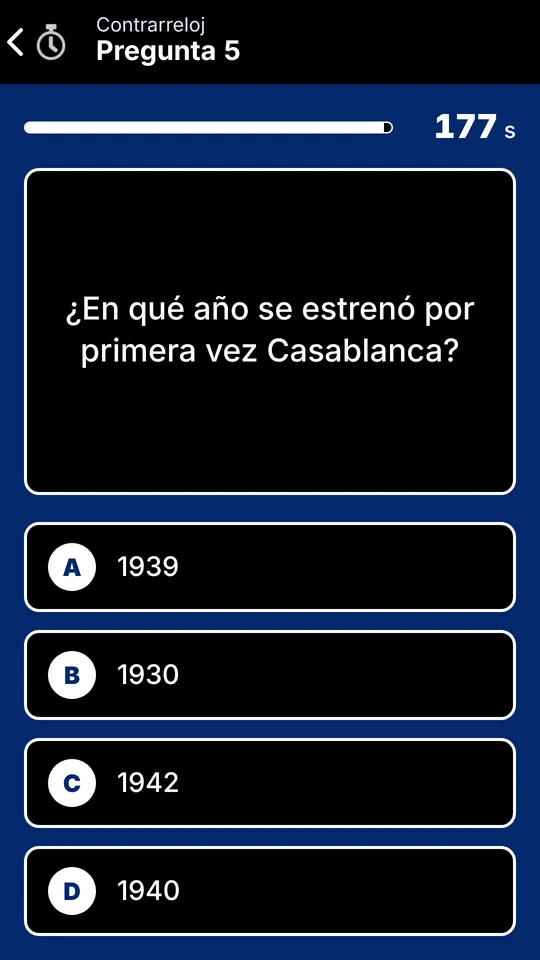 Contrarreloj
Pregunta 5
177 s
¿En qué año se estrenó por
primera vez Casablanca?
A 1939
B 1930
C 1942
D 1940